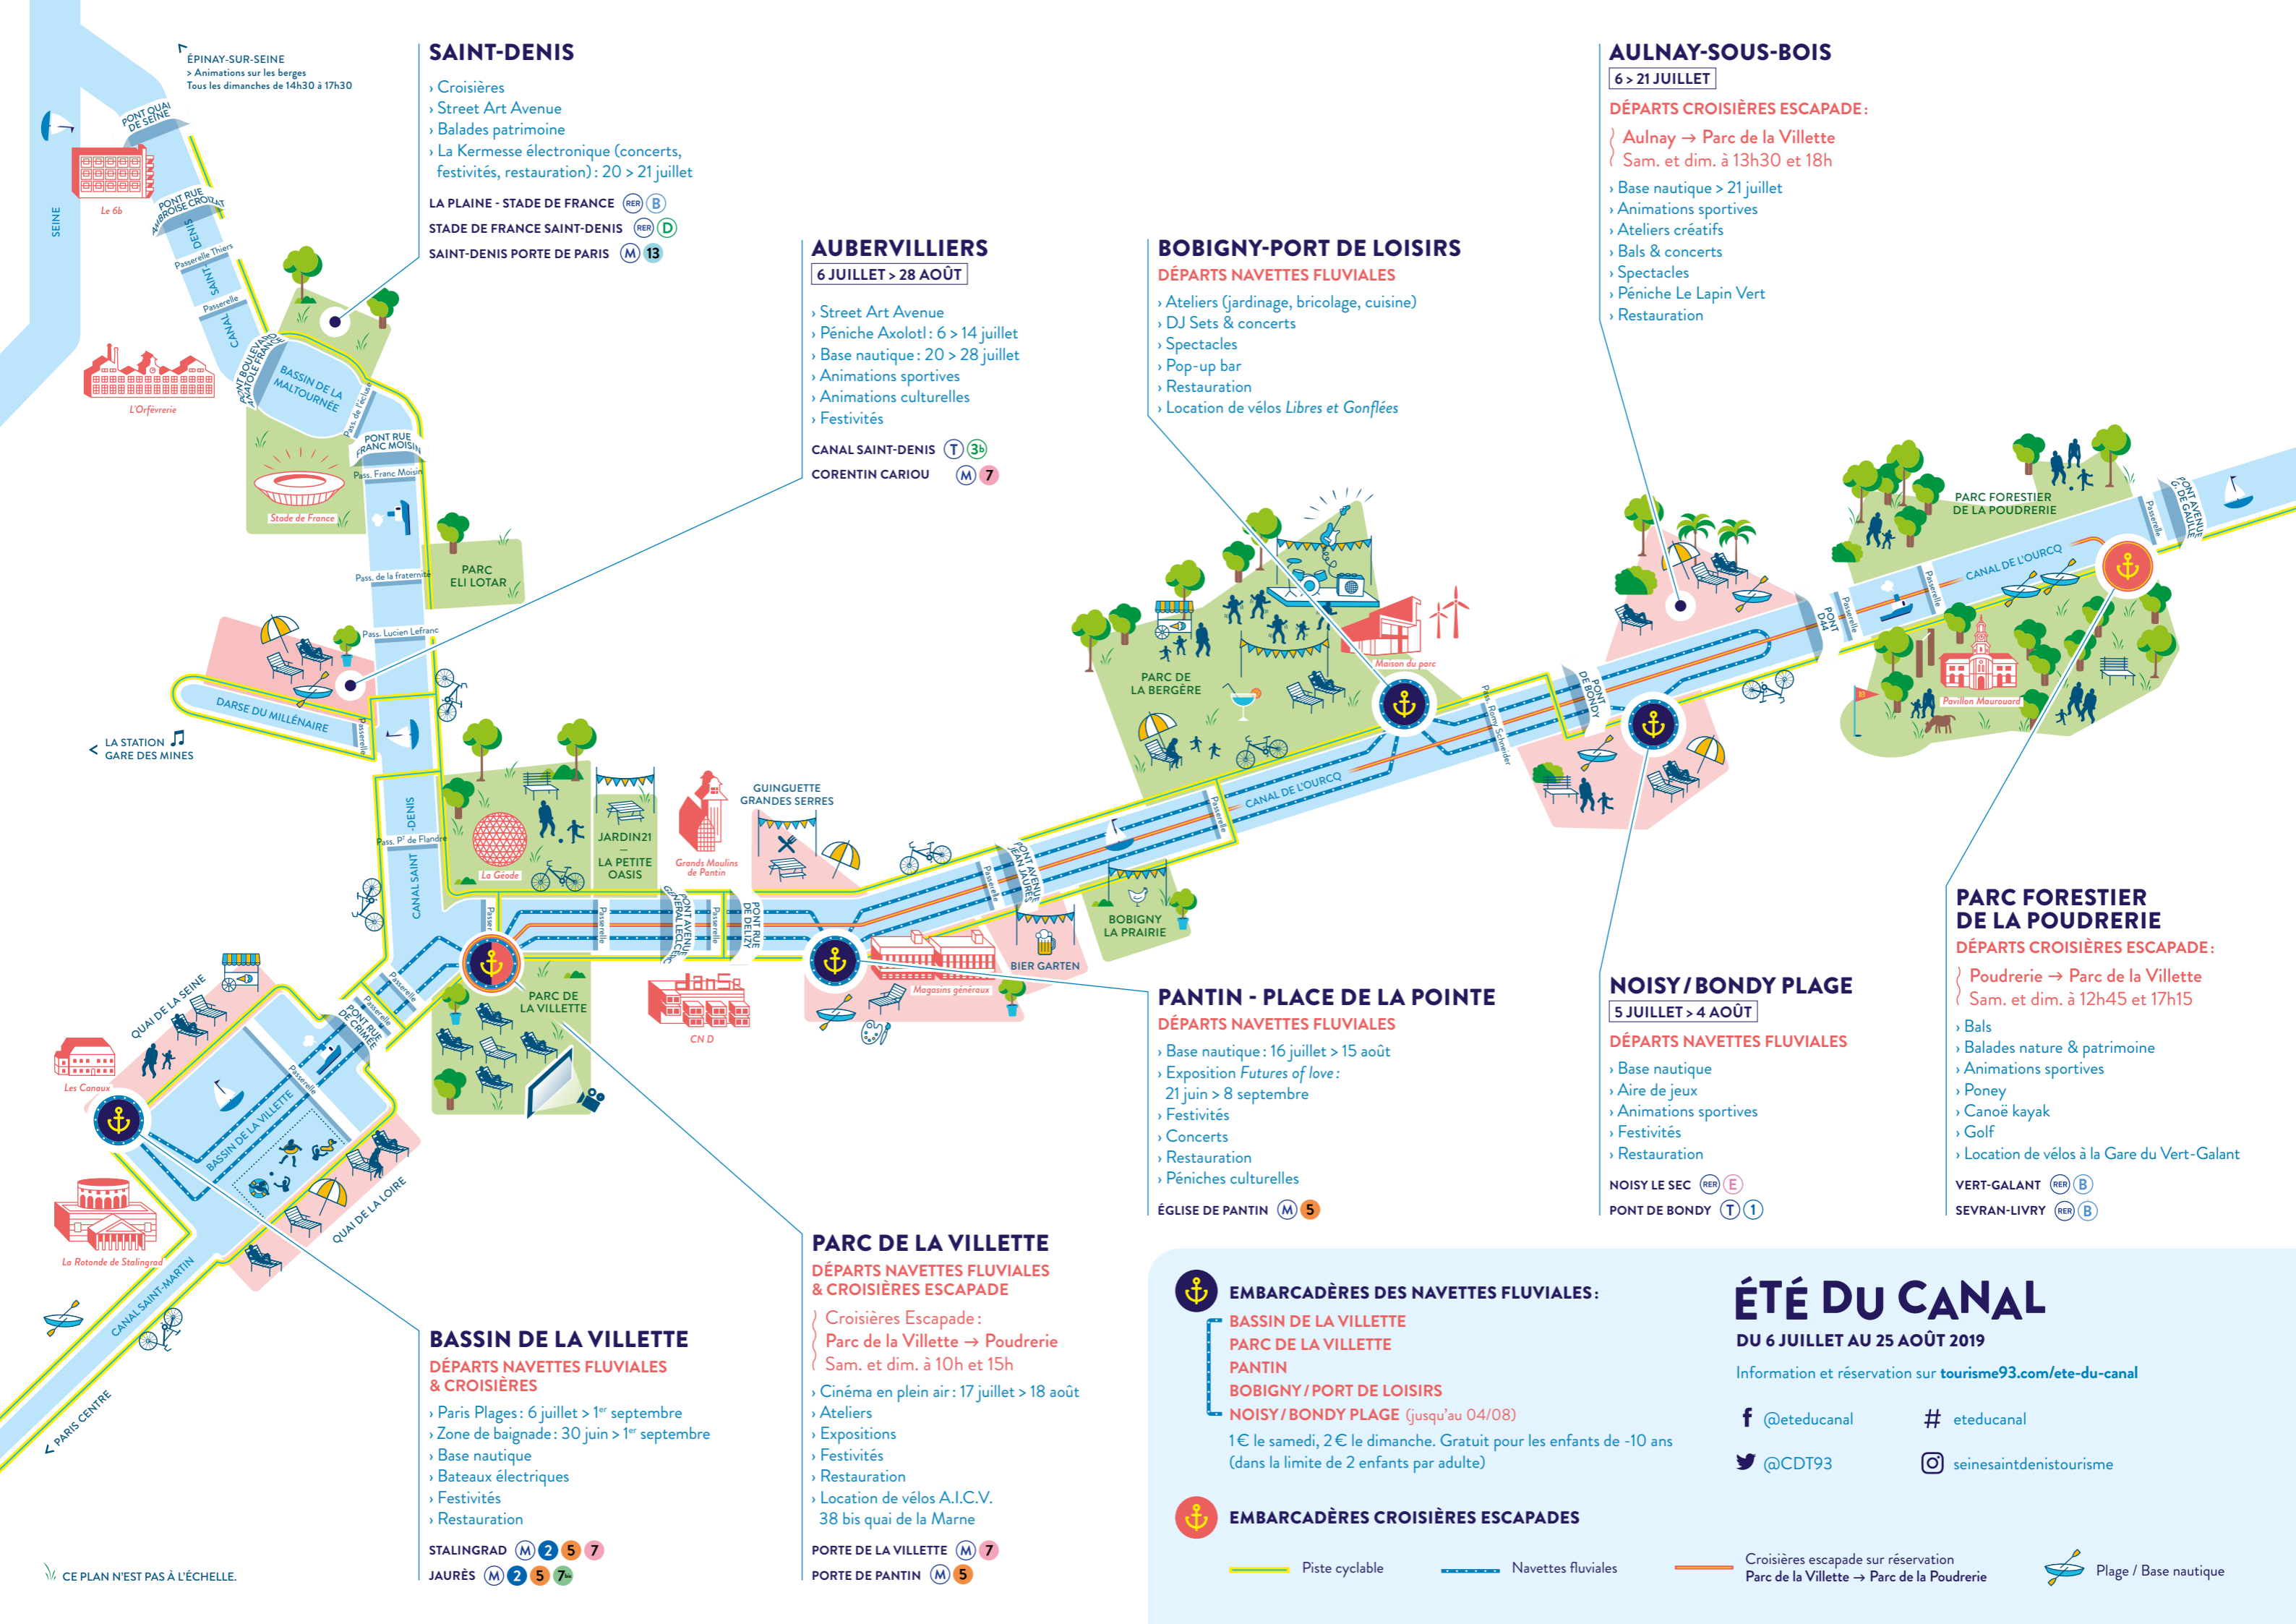 ÉPINAY-SUR-SEINE
> Animations sur les berges
Tous les dimanches de 14h30 à 17h30
SEINE
PONT QUAI
DE SEINE
Le 6b
PONT RUE
AMBROISE CROIZAT
CANAL SAINT-DENIS
Passerelle Thiers
Passerelle
L'Orfèvrerie
PONT BOULEVARD
ANATOLE FRANCE
BASSIN DE LA
MALTOURNÉE
Pass. de l'écluse
PONT RUE
FRANC MOISIN
Pass. Franc Moisin
Stade de France
Pass. de la fraternité
PARC
ELI LOTAR
Pass. Lucien Lefranc
DARSE DU MILLÉNAIRE
Passerelle
< LA STATION
GARE DES MINES
CANAL SAINT-DENIS
Pass. Pt de Flandre
SAINT-DENIS
› Croisières
› Street Art Avenue
› Balades patrimoine
› La Kermesse électronique (concerts,
festivités, restauration) : 20 > 21 juillet
LA PLAINE - STADE DE FRANCE RER B
STADE DE FRANCE SAINT-DENIS RER D
SAINT-DENIS PORTE DE PARIS M 13
AUBERVILLIERS
6 JUILLET > 28 AOÛT
› Street Art Avenue
› Péniche Axolotl : 6 > 14 juillet
› Base nautique : 20 > 28 juillet
› Animations sportives
› Animations culturelles
› Festivités
CANAL SAINT-DENIS T 3b
CORENTIN CARIOU M 7
BOBIGNY-PORT DE LOISIRS
DÉPARTS NAVETTES FLUVIALES
› Ateliers (jardinage, bricolage, cuisine)
› DJ Sets & concerts
› Spectacles
› Pop-up bar
› Restauration
› Location de vélos Libres et Gonflées
AULNAY-SOUS-BOIS
6 > 21 JUILLET
DÉPARTS CROISIÈRES ESCAPADE :
Aulnay → Parc de la Villette
Sam. et dim. à 13h30 et 18h
› Base nautique > 21 juillet
› Animations sportives
› Ateliers créatifs
› Bals & concerts
› Spectacles
› Péniche Le Lapin Vert
› Restauration
PARC FORESTIER
DE LA POUDRERIE
Passerelle
PONT AVENUE
G. DE GAULLE
CANAL DE L'OURCQ
Passerelle
Passerelle
PONT
D44
Pavillon Maurouard
Maison du parc
PARC DE
LA BERGÈRE
Pass. Romy Schneider
PONT
DE BONDY
CANAL DE L'OURCQ
Passerelle
La Géode
JARDIN21
–
LA PETITE
OASIS
Grands Moulins
de Pantin
GUINGUETTE
GRANDES SERRES
Passerelle
Passerelle
PONT AVENUE
GÉNÉRAL LECLERC
Passerelle
PONT RUE
DE DELIZY
Passerelle
PONT AVENUE
JEAN JAURÈS
BOBIGNY
LA PRAIRIE
BIER GARTEN
Magasins généraux
danse
CN D
PARC DE
LA VILLETTE
Passerelle
Passerelle
PONT RUE
DE CRIMÉE
QUAI DE LA SEINE
Les Canaux
Passerelle
BASSIN DE LA VILLETTE
QUAI DE LA LOIRE
La Rotonde de Stalingrad
CANAL SAINT-MARTIN
< PARIS CENTRE
BASSIN DE LA VILLETTE
DÉPARTS NAVETTES FLUVIALES
& CROISIÈRES
› Paris Plages : 6 juillet > 1er septembre
› Zone de baignade : 30 juin > 1er septembre
› Base nautique
› Bateaux électriques
› Festivités
› Restauration
STALINGRAD M 2 5 7
JAURÈS M 2 5 7bis
PARC DE LA VILLETTE
DÉPARTS NAVETTES FLUVIALES
& CROISIÈRES ESCAPADE
Croisières Escapade :
Parc de la Villette → Poudrerie
Sam. et dim. à 10h et 15h
› Cinéma en plein air : 17 juillet > 18 août
› Ateliers
› Expositions
› Festivités
› Restauration
› Location de vélos A.I.C.V.
38 bis quai de la Marne
PORTE DE LA VILLETTE M 7
PORTE DE PANTIN M 5
PANTIN - PLACE DE LA POINTE
DÉPARTS NAVETTES FLUVIALES
› Base nautique : 16 juillet > 15 août
› Exposition Futures of love :
21 juin > 8 septembre
› Festivités
› Concerts
› Restauration
› Péniches culturelles
ÉGLISE DE PANTIN M 5
NOISY / BONDY PLAGE
5 JUILLET > 4 AOÛT
DÉPARTS NAVETTES FLUVIALES
› Base nautique
› Aire de jeux
› Animations sportives
› Festivités
› Restauration
NOISY LE SEC RER E
PONT DE BONDY T 1
PARC FORESTIER
DE LA POUDRERIE
DÉPARTS CROISIÈRES ESCAPADE :
Poudrerie → Parc de la Villette
Sam. et dim. à 12h45 et 17h15
› Bals
› Balades nature & patrimoine
› Animations sportives
› Poney
› Canoë kayak
› Golf
› Location de vélos à la Gare du Vert-Galant
VERT-GALANT RER B
SEVRAN-LIVRY RER B
EMBARCADÈRES DES NAVETTES FLUVIALES :
BASSIN DE LA VILLETTE
PARC DE LA VILLETTE
PANTIN
BOBIGNY / PORT DE LOISIRS
NOISY / BONDY PLAGE (jusqu'au 04/08)
1 € le samedi, 2 € le dimanche. Gratuit pour les enfants de -10 ans
(dans la limite de 2 enfants par adulte)
EMBARCADÈRES CROISIÈRES ESCAPADES
Piste cyclable
Navettes fluviales
Croisières escapade sur réservation
Parc de la Villette → Parc de la Poudrerie
Plage / Base nautique
ÉTÉ DU CANAL
DU 6 JUILLET AU 25 AOÛT 2019
Information et réservation sur tourisme93.com/ete-du-canal
@eteducanal
# eteducanal
@CDT93
seinesaintdenistourisme
CE PLAN N'EST PAS À L'ÉCHELLE.